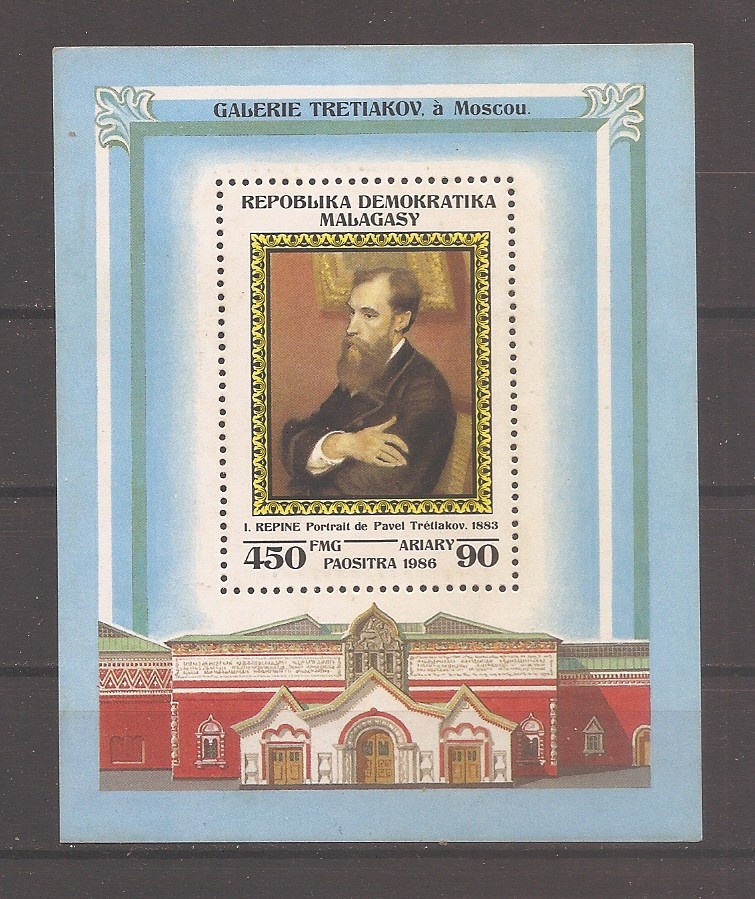 GALERIE TRETIAKOV, à Moscou.
REPOBLIKA DEMOKRATIKA
MALAGASY
I. REPINE Portrait de Pavel Trétiakov. 1883
450 FMG ARIARY 90
PAOSITRA 1986